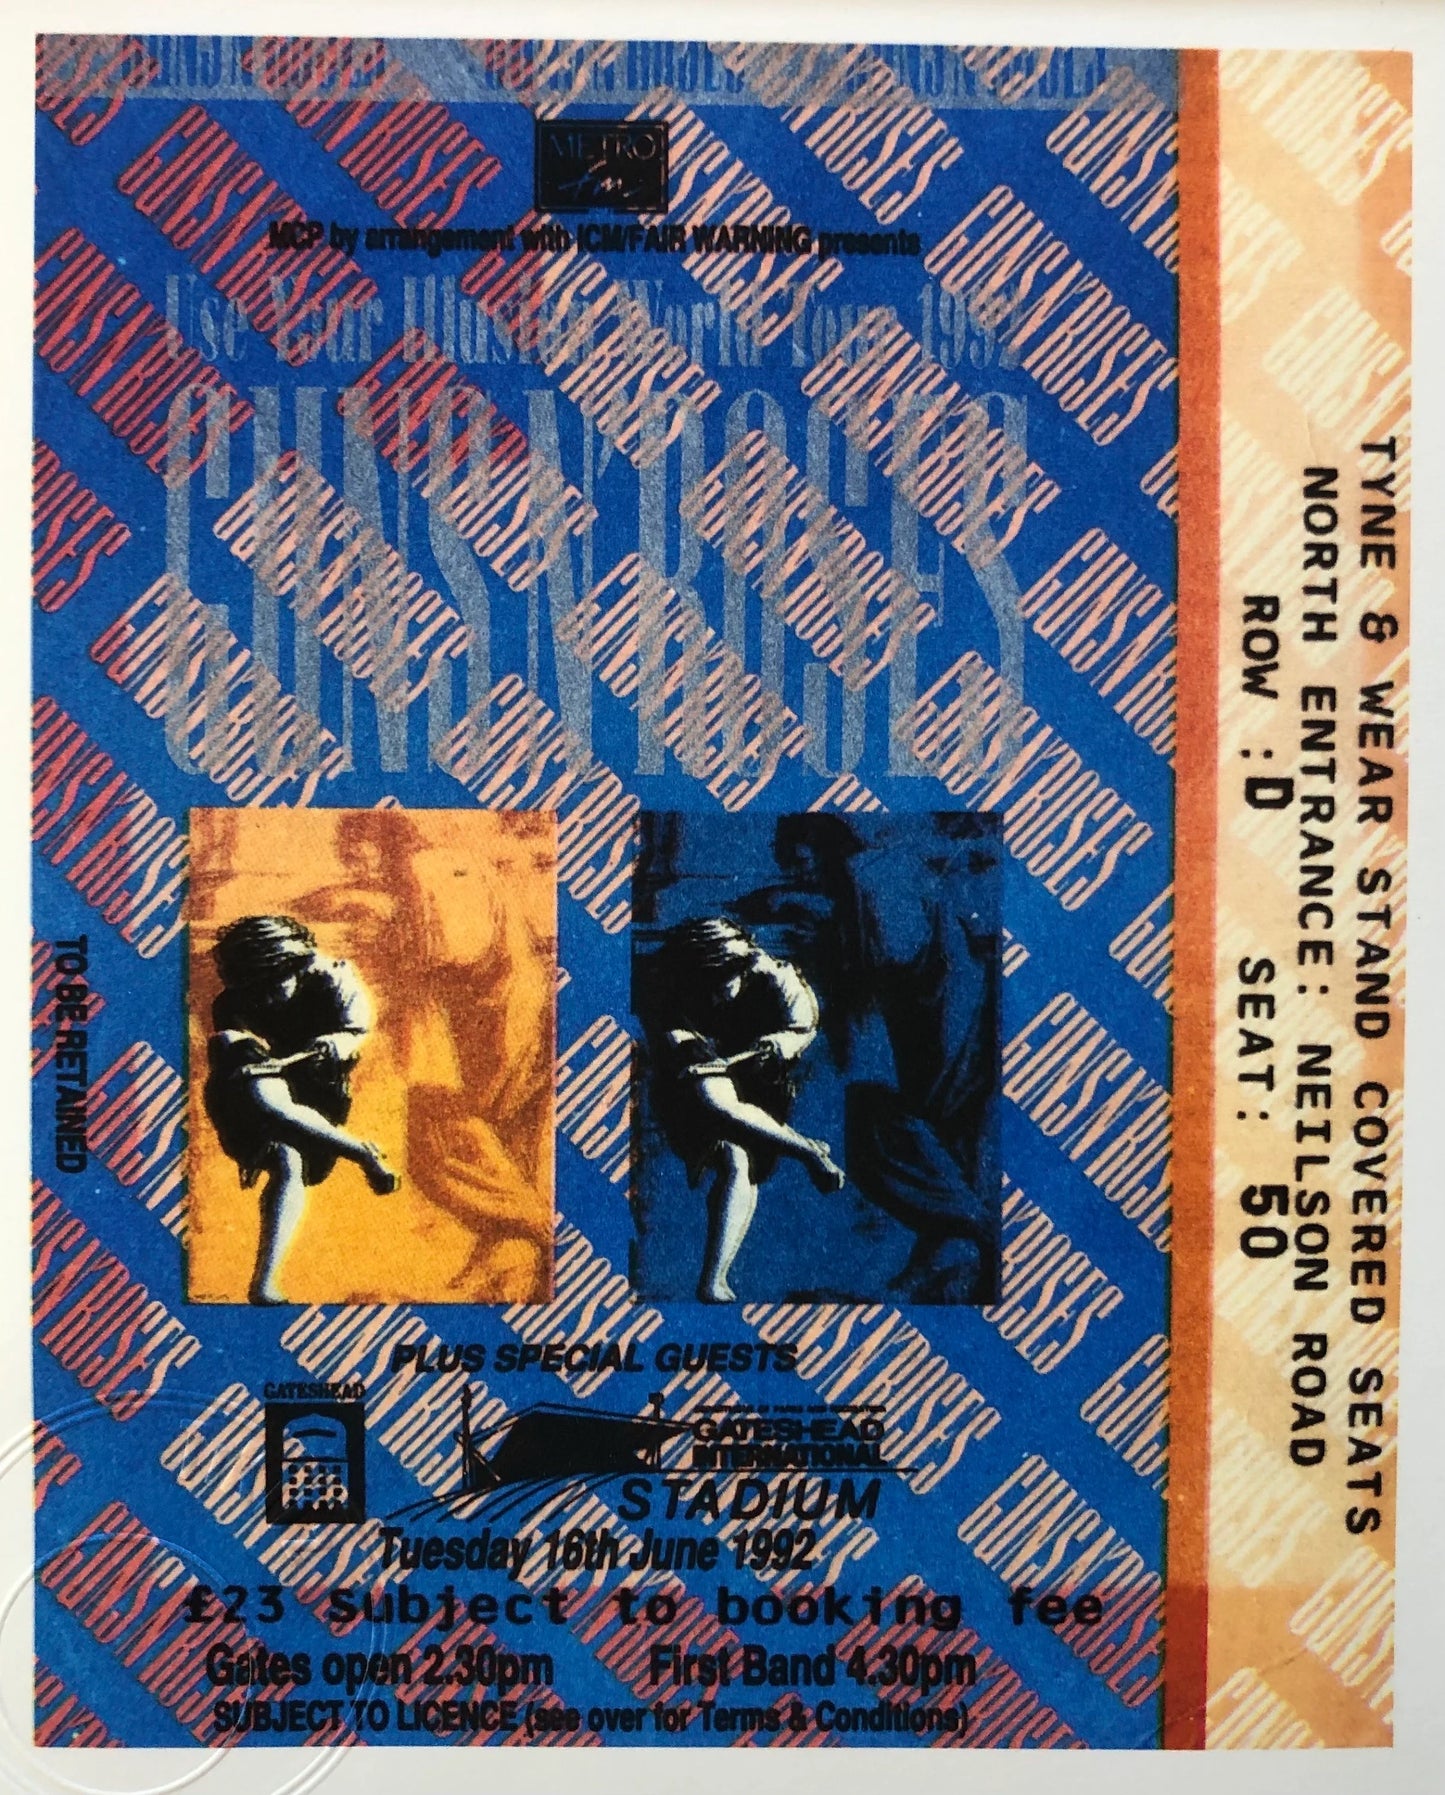 METRO
fm
MCP by arrangement with ICM/FAIR WARNING presents
Use Your Illusion World Tour 1992
GUNS N' ROSES
TO BE RETAINED
PLUS SPECIAL GUESTS
GATESHEAD
GATESHEAD
INTERNATIONAL
STADIUM
Tuesday 16th June 1992
£23 Subject to booking fee
Gates open 2.30pm First Band 4.30pm
SUBJECT TO LICENCE (see over for Terms & Conditions)
TYNE & WEAR STAND COVERED SEATS
NORTH ENTRANCE: NEILSON ROAD
ROW :D SEAT: 50